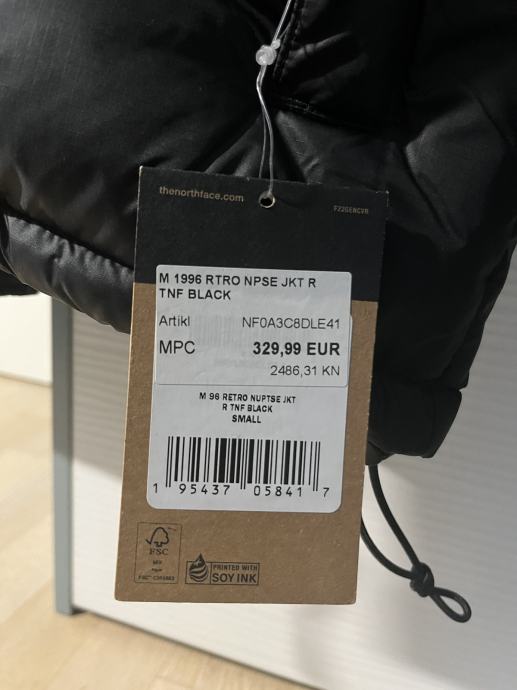 thenorthface.com
F22GENCVR
M 1996 RTRO NPSE JKT R
TNF BLACK
Artikl NF0A3C8DLE41
MPC 329,99 EUR
2486,31 KN
M 96 RETRO NUPTSE JKT
R TNF BLACK
SMALL
1 95437 05841 7
FSC
PRINTED WITH
SOY INK